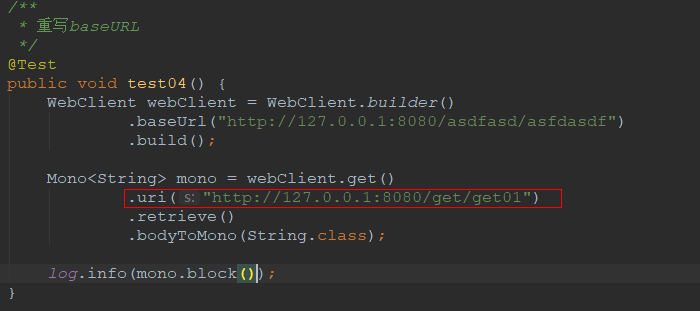 /**
 * 重写baseURL
 */
@Test
public void test04() {
    WebClient webClient = WebClient.builder()
            .baseUrl("http://127.0.0.1:8080/asdfasd/asfdasdf")
            .build();
    Mono<String> mono = webClient.get()
            .uri( s: "http://127.0.0.1:8080/get/get01")
            .retrieve()
            .bodyToMono(String.class);
    log.info(mono.block());
}